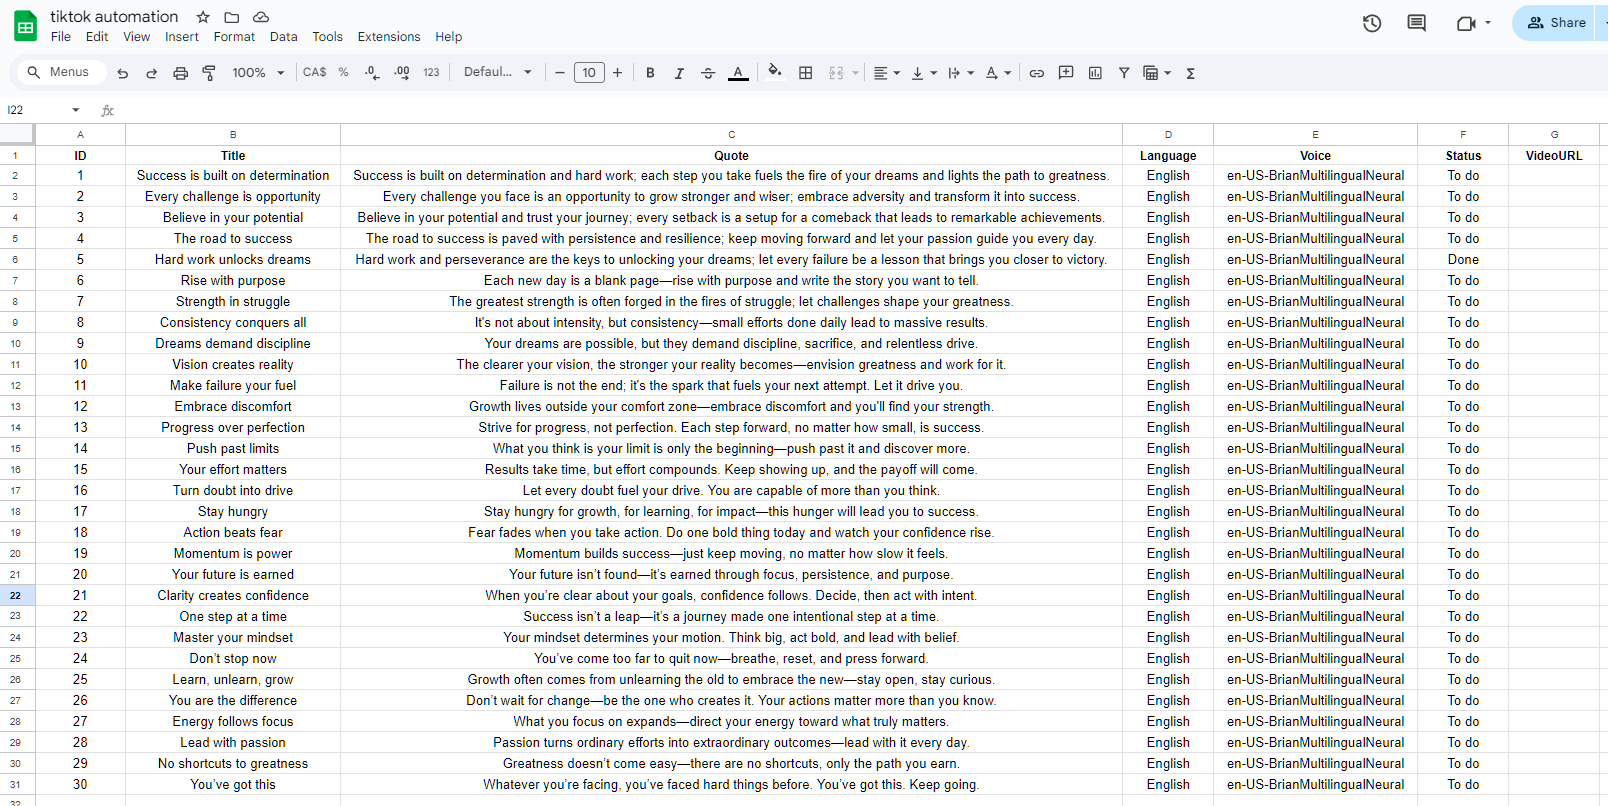 tiktok automation
File Edit View Insert Format Data Tools Extensions Help
Share
Menus 100% CA$ % .0 .00 123 Defaul... 10 B I A
I22 fx
A B C D E F G
1 ID Title Quote Language Voice Status VideoURL
2 1 Success is built on determination Success is built on determination and hard work; each step you take fuels the fire of your dreams and lights the path to greatness. English en-US-BrianMultilingualNeural To do
3 2 Every challenge is opportunity Every challenge you face is an opportunity to grow stronger and wiser; embrace adversity and transform it into success. English en-US-BrianMultilingualNeural To do
4 3 Believe in your potential Believe in your potential and trust your journey; every setback is a setup for a comeback that leads to remarkable achievements. English en-US-BrianMultilingualNeural To do
5 4 The road to success The road to success is paved with persistence and resilience; keep moving forward and let your passion guide you every day. English en-US-BrianMultilingualNeural To do
6 5 Hard work unlocks dreams Hard work and perseverance are the keys to unlocking your dreams; let every failure be a lesson that brings you closer to victory. English en-US-BrianMultilingualNeural Done
7 6 Rise with purpose Each new day is a blank page—rise with purpose and write the story you want to tell. English en-US-BrianMultilingualNeural To do
8 7 Strength in struggle The greatest strength is often forged in the fires of struggle; let challenges shape your greatness. English en-US-BrianMultilingualNeural To do
9 8 Consistency conquers all It's not about intensity, but consistency—small efforts done daily lead to massive results. English en-US-BrianMultilingualNeural To do
10 9 Dreams demand discipline Your dreams are possible, but they demand discipline, sacrifice, and relentless drive. English en-US-BrianMultilingualNeural To do
11 10 Vision creates reality The clearer your vision, the stronger your reality becomes—envision greatness and work for it. English en-US-BrianMultilingualNeural To do
12 11 Make failure your fuel Failure is not the end; it's the spark that fuels your next attempt. Let it drive you. English en-US-BrianMultilingualNeural To do
13 12 Embrace discomfort Growth lives outside your comfort zone—embrace discomfort and you'll find your strength. English en-US-BrianMultilingualNeural To do
14 13 Progress over perfection Strive for progress, not perfection. Each step forward, no matter how small, is success. English en-US-BrianMultilingualNeural To do
15 14 Push past limits What you think is your limit is only the beginning—push past it and discover more. English en-US-BrianMultilingualNeural To do
16 15 Your effort matters Results take time, but effort compounds. Keep showing up, and the payoff will come. English en-US-BrianMultilingualNeural To do
17 16 Turn doubt into drive Let every doubt fuel your drive. You are capable of more than you think. English en-US-BrianMultilingualNeural To do
18 17 Stay hungry Stay hungry for growth, for learning, for impact—this hunger will lead you to success. English en-US-BrianMultilingualNeural To do
19 18 Action beats fear Fear fades when you take action. Do one bold thing today and watch your confidence rise. English en-US-BrianMultilingualNeural To do
20 19 Momentum is power Momentum builds success—just keep moving, no matter how slow it feels. English en-US-BrianMultilingualNeural To do
21 20 Your future is earned Your future isn't found—it's earned through focus, persistence, and purpose. English en-US-BrianMultilingualNeural To do
22 21 Clarity creates confidence When you're clear about your goals, confidence follows. Decide, then act with intent. English en-US-BrianMultilingualNeural To do
23 22 One step at a time Success isn't a leap—it's a journey made one intentional step at a time. English en-US-BrianMultilingualNeural To do
24 23 Master your mindset Your mindset determines your motion. Think big, act bold, and lead with belief. English en-US-BrianMultilingualNeural To do
25 24 Don't stop now You've come too far to quit now—breathe, reset, and press forward. English en-US-BrianMultilingualNeural To do
26 25 Learn, unlearn, grow Growth often comes from unlearning the old to embrace the new—stay open, stay curious. English en-US-BrianMultilingualNeural To do
27 26 You are the difference Don't wait for change—be the one who creates it. Your actions matter more than you know. English en-US-BrianMultilingualNeural To do
28 27 Energy follows focus What you focus on expands—direct your energy toward what truly matters. English en-US-BrianMultilingualNeural To do
29 28 Lead with passion Passion turns ordinary efforts into extraordinary outcomes—lead with it every day. English en-US-BrianMultilingualNeural To do
30 29 No shortcuts to greatness Greatness doesn't come easy—there are no shortcuts, only the path you earn. English en-US-BrianMultilingualNeural To do
31 30 You've got this Whatever you're facing, you've faced hard things before. You've got this. Keep going. English en-US-BrianMultilingualNeural To do
32